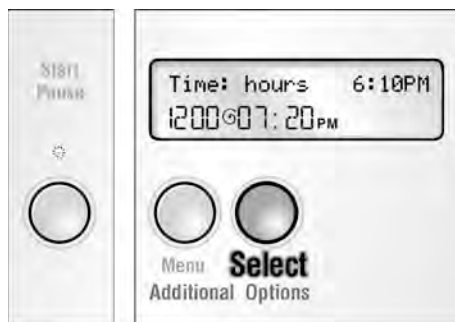 Start
Pause
Time: hours 6:10PM
1200 07:20PM
Menu Select
Additional Options